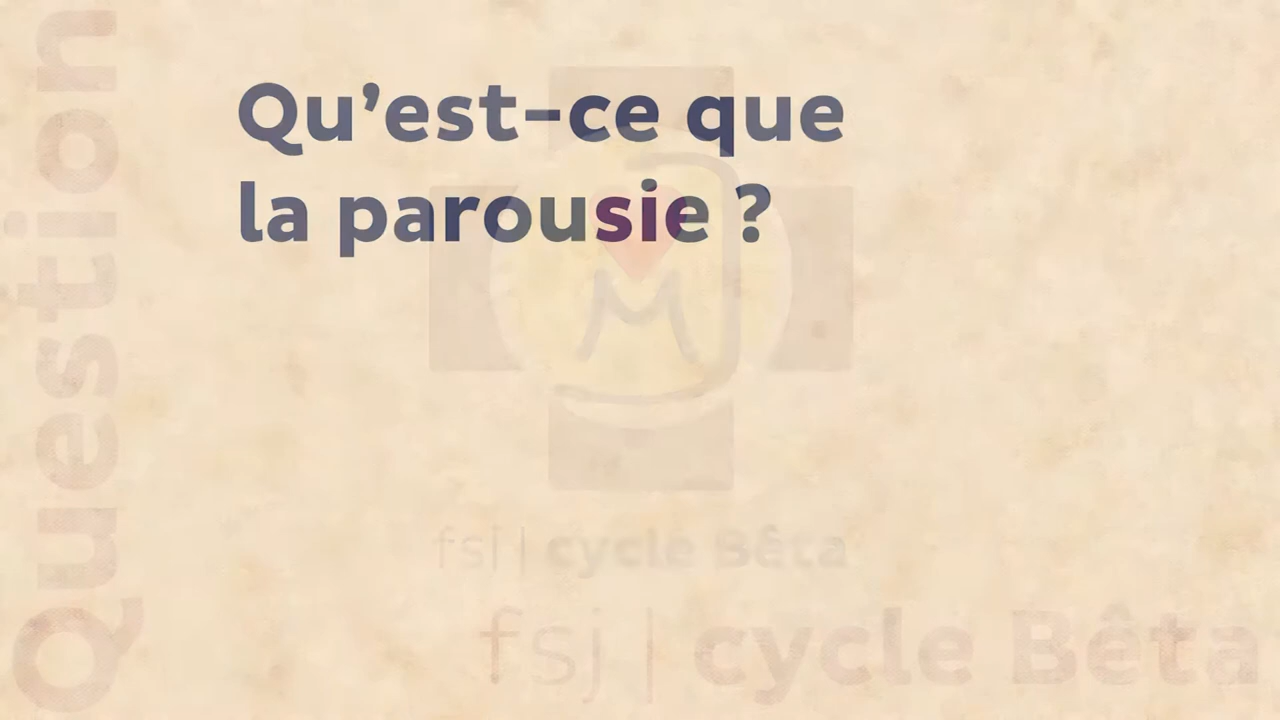 Question
Qu’est-ce que
la parousie ?
M
fsj | cycle Bêta
fsj | cycle Bêta